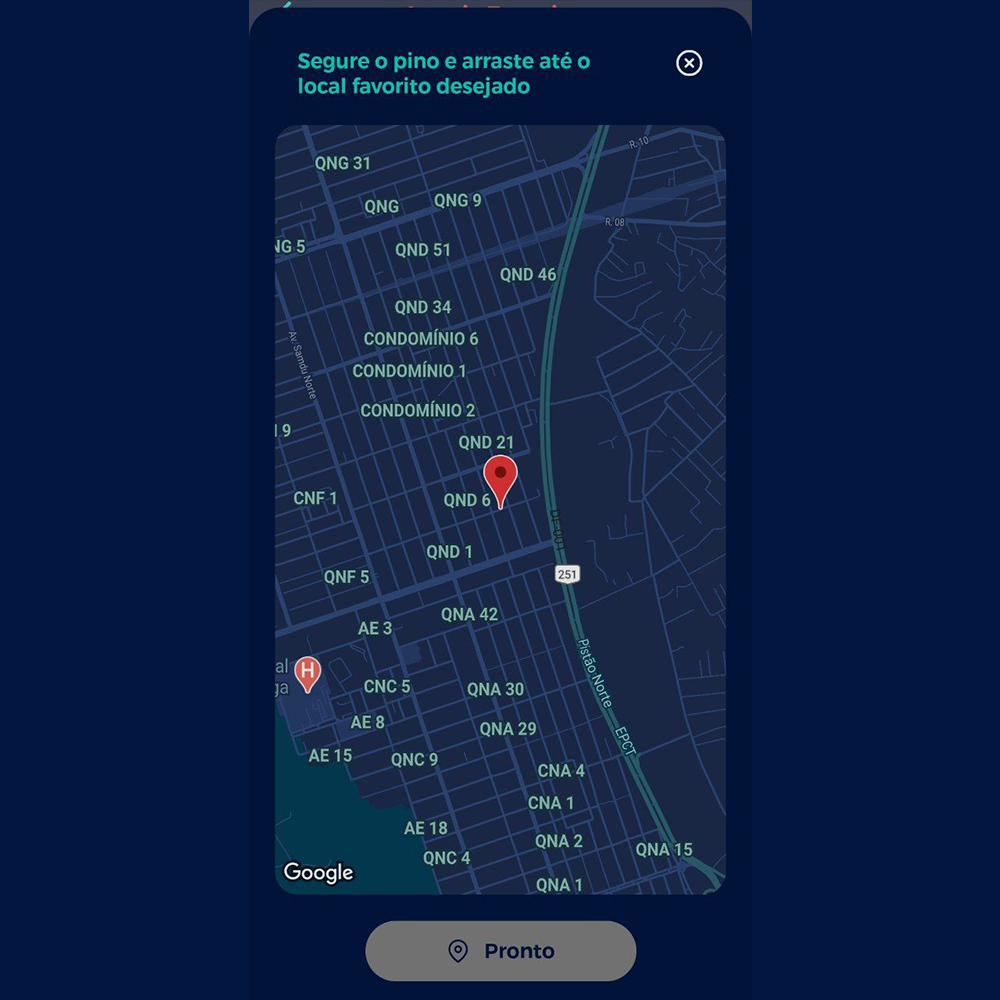 Segure o pino e arraste até o
local favorito desejado
R. 10
QNG 31
QNG 9
QNG
R. 08
NG 5
QND 51
QND 46
QND 34
CONDOMÍNIO 6
Av. Samdu Norte
CONDOMÍNIO 1
CONDOMÍNIO 2
9
QND 21
CNF 1
QND 6
QND 1
251
QNF 5
QNA 42
AE 3
al
H
ga
Pistão Norte
CNC 5
QNA 30
AE 8
QNA 29
EPCT
AE 15
QNC 9
CNA 4
CNA 1
AE 18
QNA 2
QNA 15
QNC 4
Google
QNA 1
Pronto